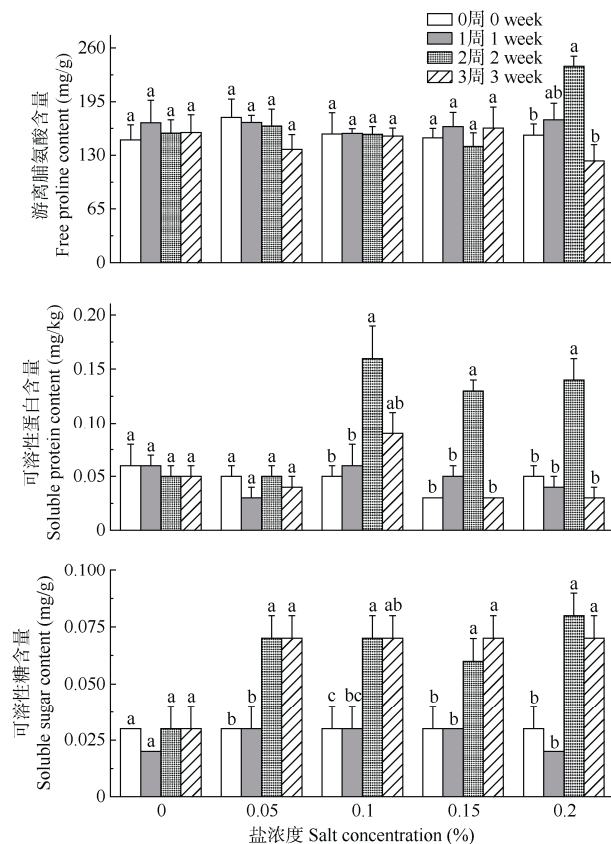 0周 0 week
1周 1 week
2周 2 week
3周 3 week
游离脯氨酸含量
Free proline content (mg/g)
260
195
130
65
0
a a a a
a a a a
a a a a
a a a a
b ab a b
可溶性蛋白含量
Soluble protein content (mg/kg)
0.20
0.15
0.10
0.05
0
a a a a
a a a a
b b a ab
b b a b
b b a b
可溶性糖含量
Soluble sugar content (mg/g)
0.100
0.075
0.050
0.025
0
a a a a
b b a a
c bc a ab
b b a a
b b a a
0 0.05 0.1 0.15 0.2
盐浓度 Salt concentration (%)